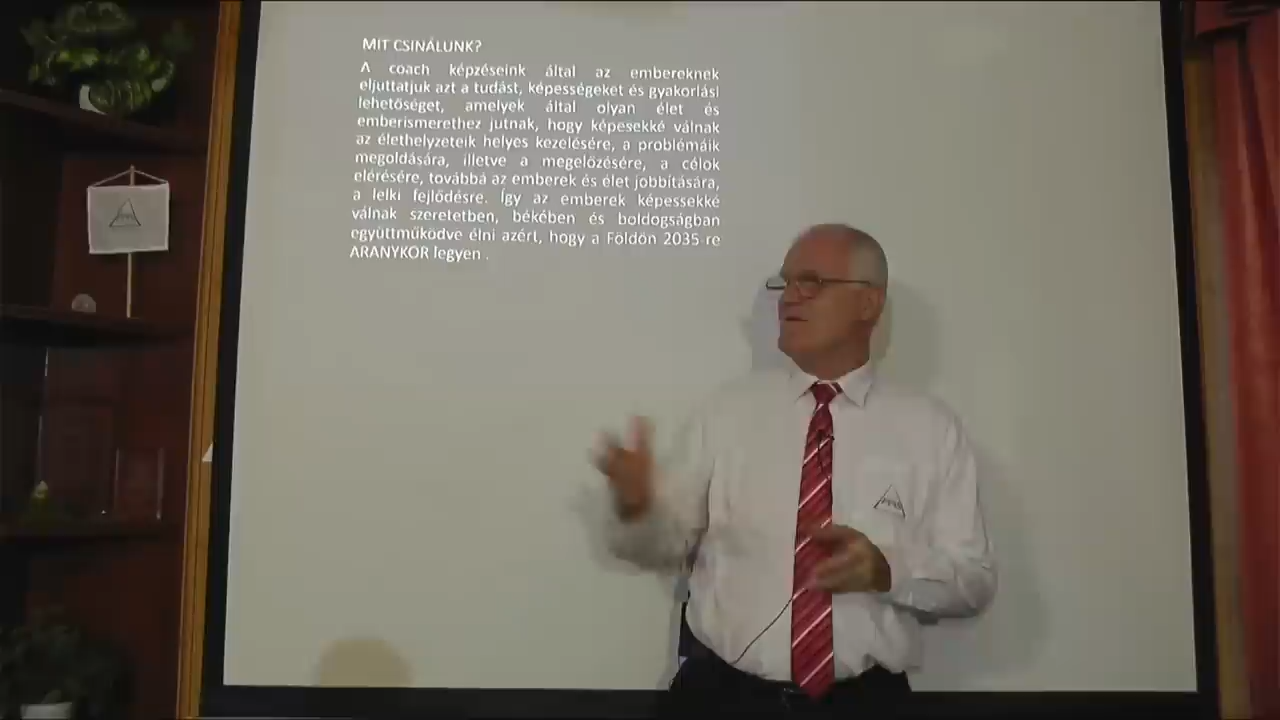 MIT CSINÁLUNK?
A coach képzéseink által az embereknek
eljuttatjuk azt a tudást, képességeket és gyakorlási
lehetőséget, amelyek által olyan élet és
emberismerethez jutnak, hogy képesekké válnak
az élethelyzeteik helyes kezelésére, a problémáik
megoldására, illetve a megelőzésére, a célok
elérésére, továbbá az emberek és élet jobbítására,
a lelki fejlődésre. Így az emberek képessekké
válnak szeretetben, békében és boldogságban
együttműködve élni azért, hogy a Földön 2035-re
ARANYKOR legyen .